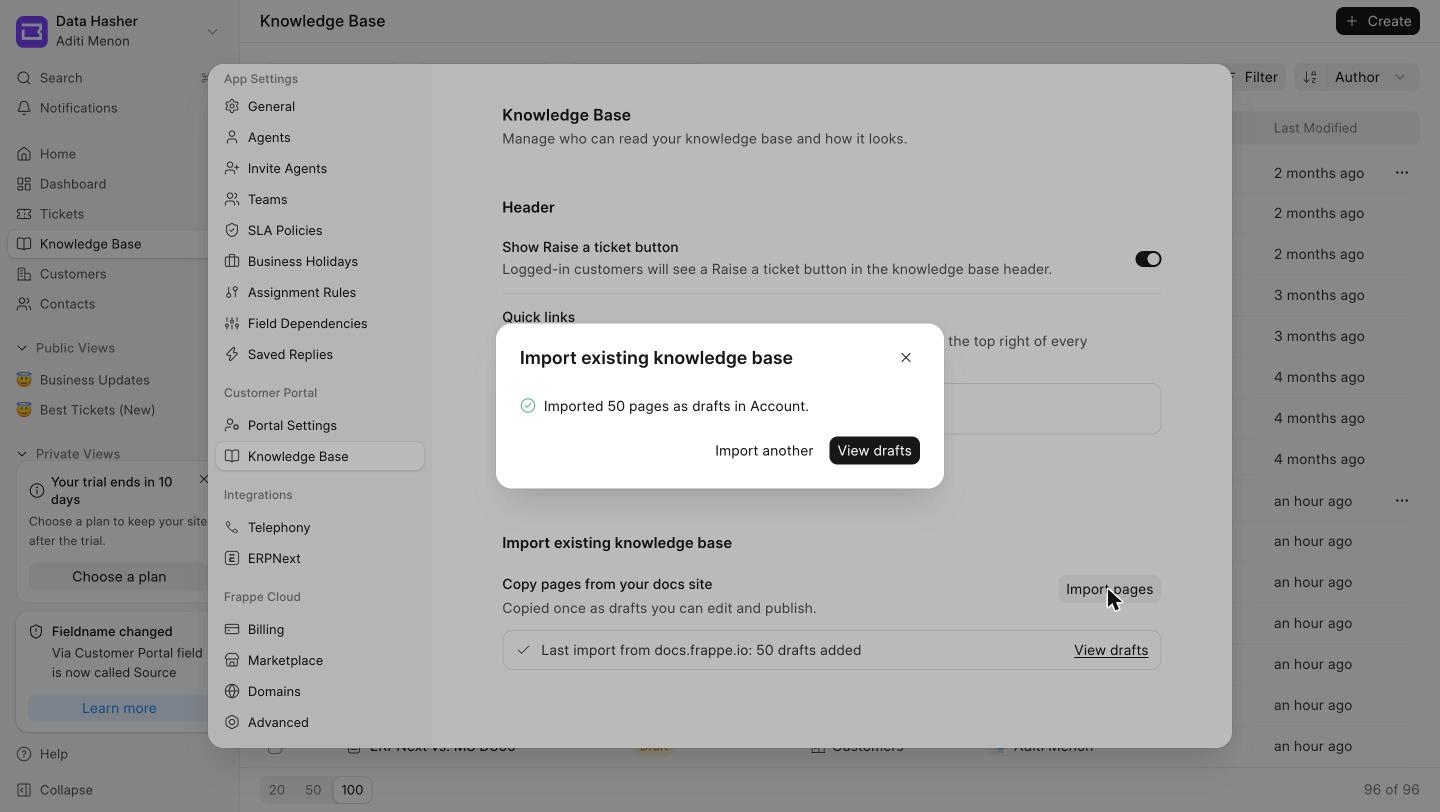 Data Hasher
Aditi Menon
Knowledge Base
Create
Search
Notifications
Home
Dashboard
Tickets
Knowledge Base
Customers
Contacts
Public Views
Business Updates
Best Tickets (New)
Private Views
Your trial ends in 10
days
Choose a plan to keep your site
after the trial.
Choose a plan
Fieldname changed
Via Customer Portal field
is now called Source
Learn more
Help
Collapse
App Settings
General
Agents
Invite Agents
Teams
SLA Policies
Business Holidays
Assignment Rules
Field Dependencies
Saved Replies
Customer Portal
Portal Settings
Knowledge Base
Integrations
Telephony
ERPNext
Frappe Cloud
Billing
Marketplace
Domains
Advanced
Knowledge Base
Manage who can read your knowledge base and how it looks.
Header
Show Raise a ticket button
Logged-in customers will see a Raise a ticket button in the knowledge base header.
Quick links
the top right of every
Import existing knowledge base
Imported 50 pages as drafts in Account.
Import another
View drafts
Import existing knowledge base
Copy pages from your docs site
Copied once as drafts you can edit and publish.
Import pages
Last import from docs.frappe.io: 50 drafts added
View drafts
Filter
Author
Last Modified
2 months ago
2 months ago
2 months ago
3 months ago
3 months ago
4 months ago
4 months ago
4 months ago
an hour ago
an hour ago
an hour ago
an hour ago
an hour ago
an hour ago
Draft
Customers
Aditi Menon
an hour ago
20 50 100
96 of 96